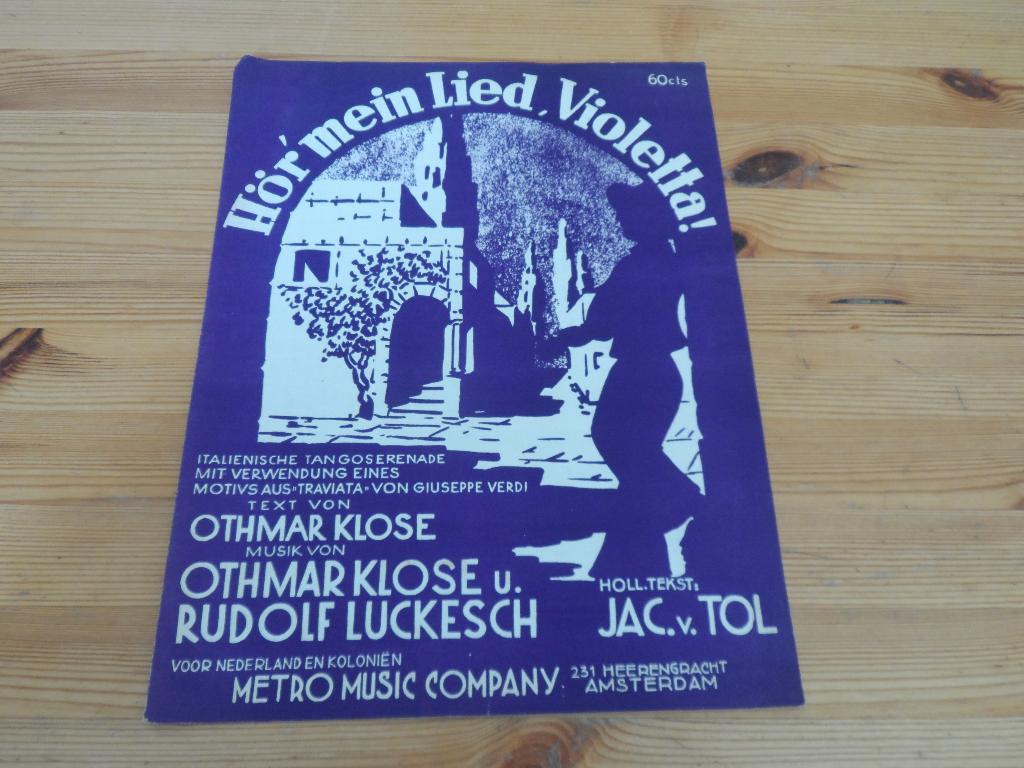 60cts
Hör' mein Lied, Violetta!
ITALIENISCHE TANGOSERENADE
MIT VERWENDUNG EINES
MOTIVS AUS »TRAVIATA« VON GIUSEPPE VERDI
TEXT VON
OTHMAR KLOSE
MUSIK VON
OTHMAR KLOSE u.
RUDOLF LUCKESCH
HOLL. TEKST:
JAC. v. TOL
VOOR NEDERLAND EN KOLONIËN
METRO MUSIC COMPANY.
231 HEERENGRACHT
AMSTERDAM